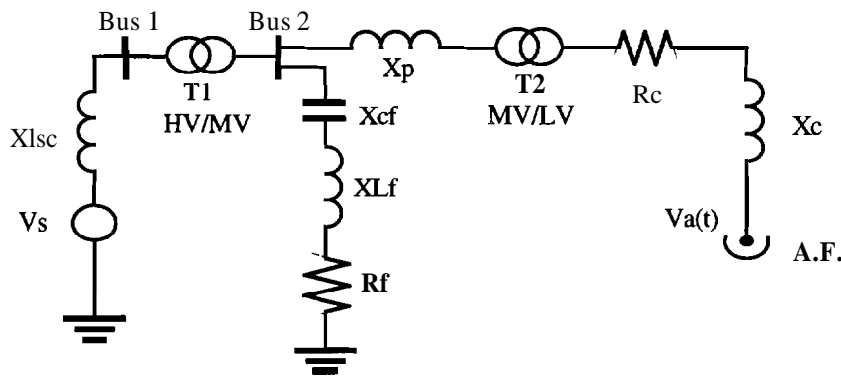 Bus 1
Bus 2
T1
HV/MV
Xp
T2
MV/LV
Rc
Xc
Xlsc
Xcf
XLf
Vs
Va(t)
A.F.
Rf